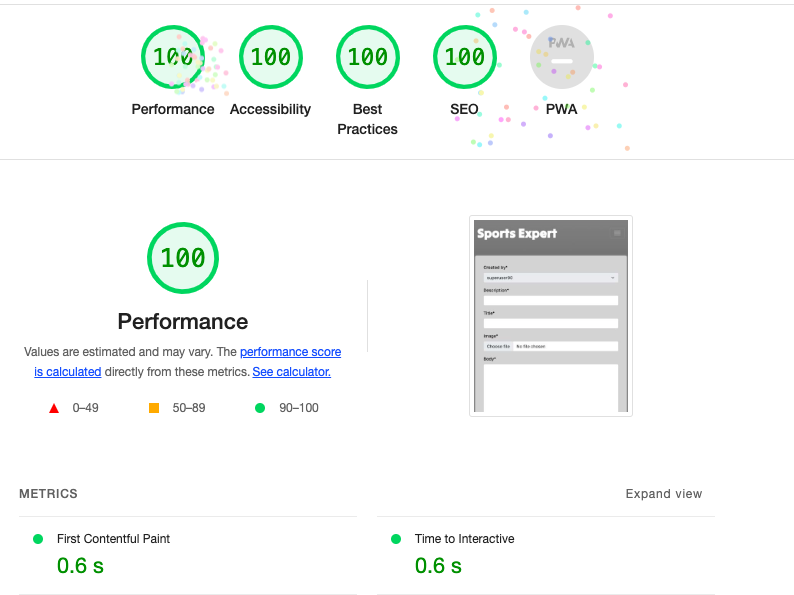 100 100 100 100 PWA
Performance Accessibility Best Practices SEO PWA
100
Performance
Values are estimated and may vary. The performance score
is calculated directly from these metrics. See calculator.
0–49 50–89 90–100
Sports Expert
Created by*
Description*
Title*
Image*
Choose file No file chosen
Body*
METRICS Expand view
First Contentful Paint Time to Interactive
0.6 s 0.6 s